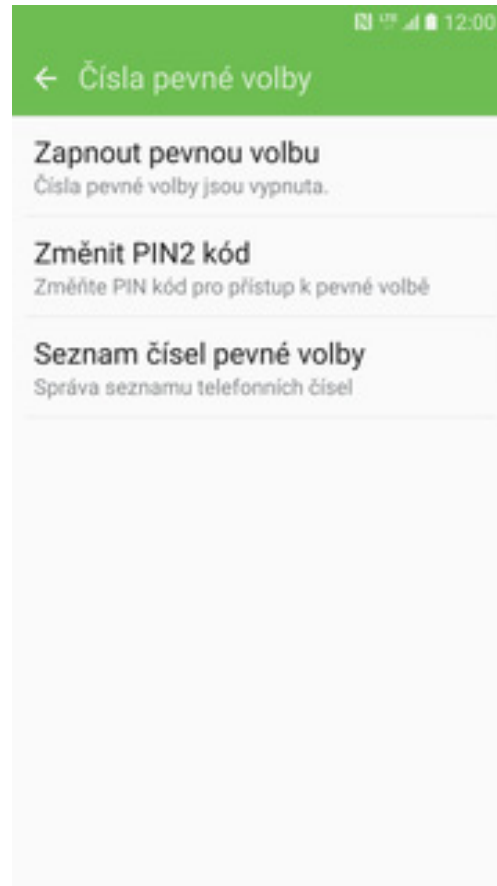 LTE 12:00
Čísla pevné volby
Zapnout pevnou volbu
Čísla pevné volby jsou vypnuta.
Změnit PIN2 kód
Změňte PIN kód pro přístup k pevné volbě
Seznam čísel pevné volby
Správa seznamu telefonních čísel